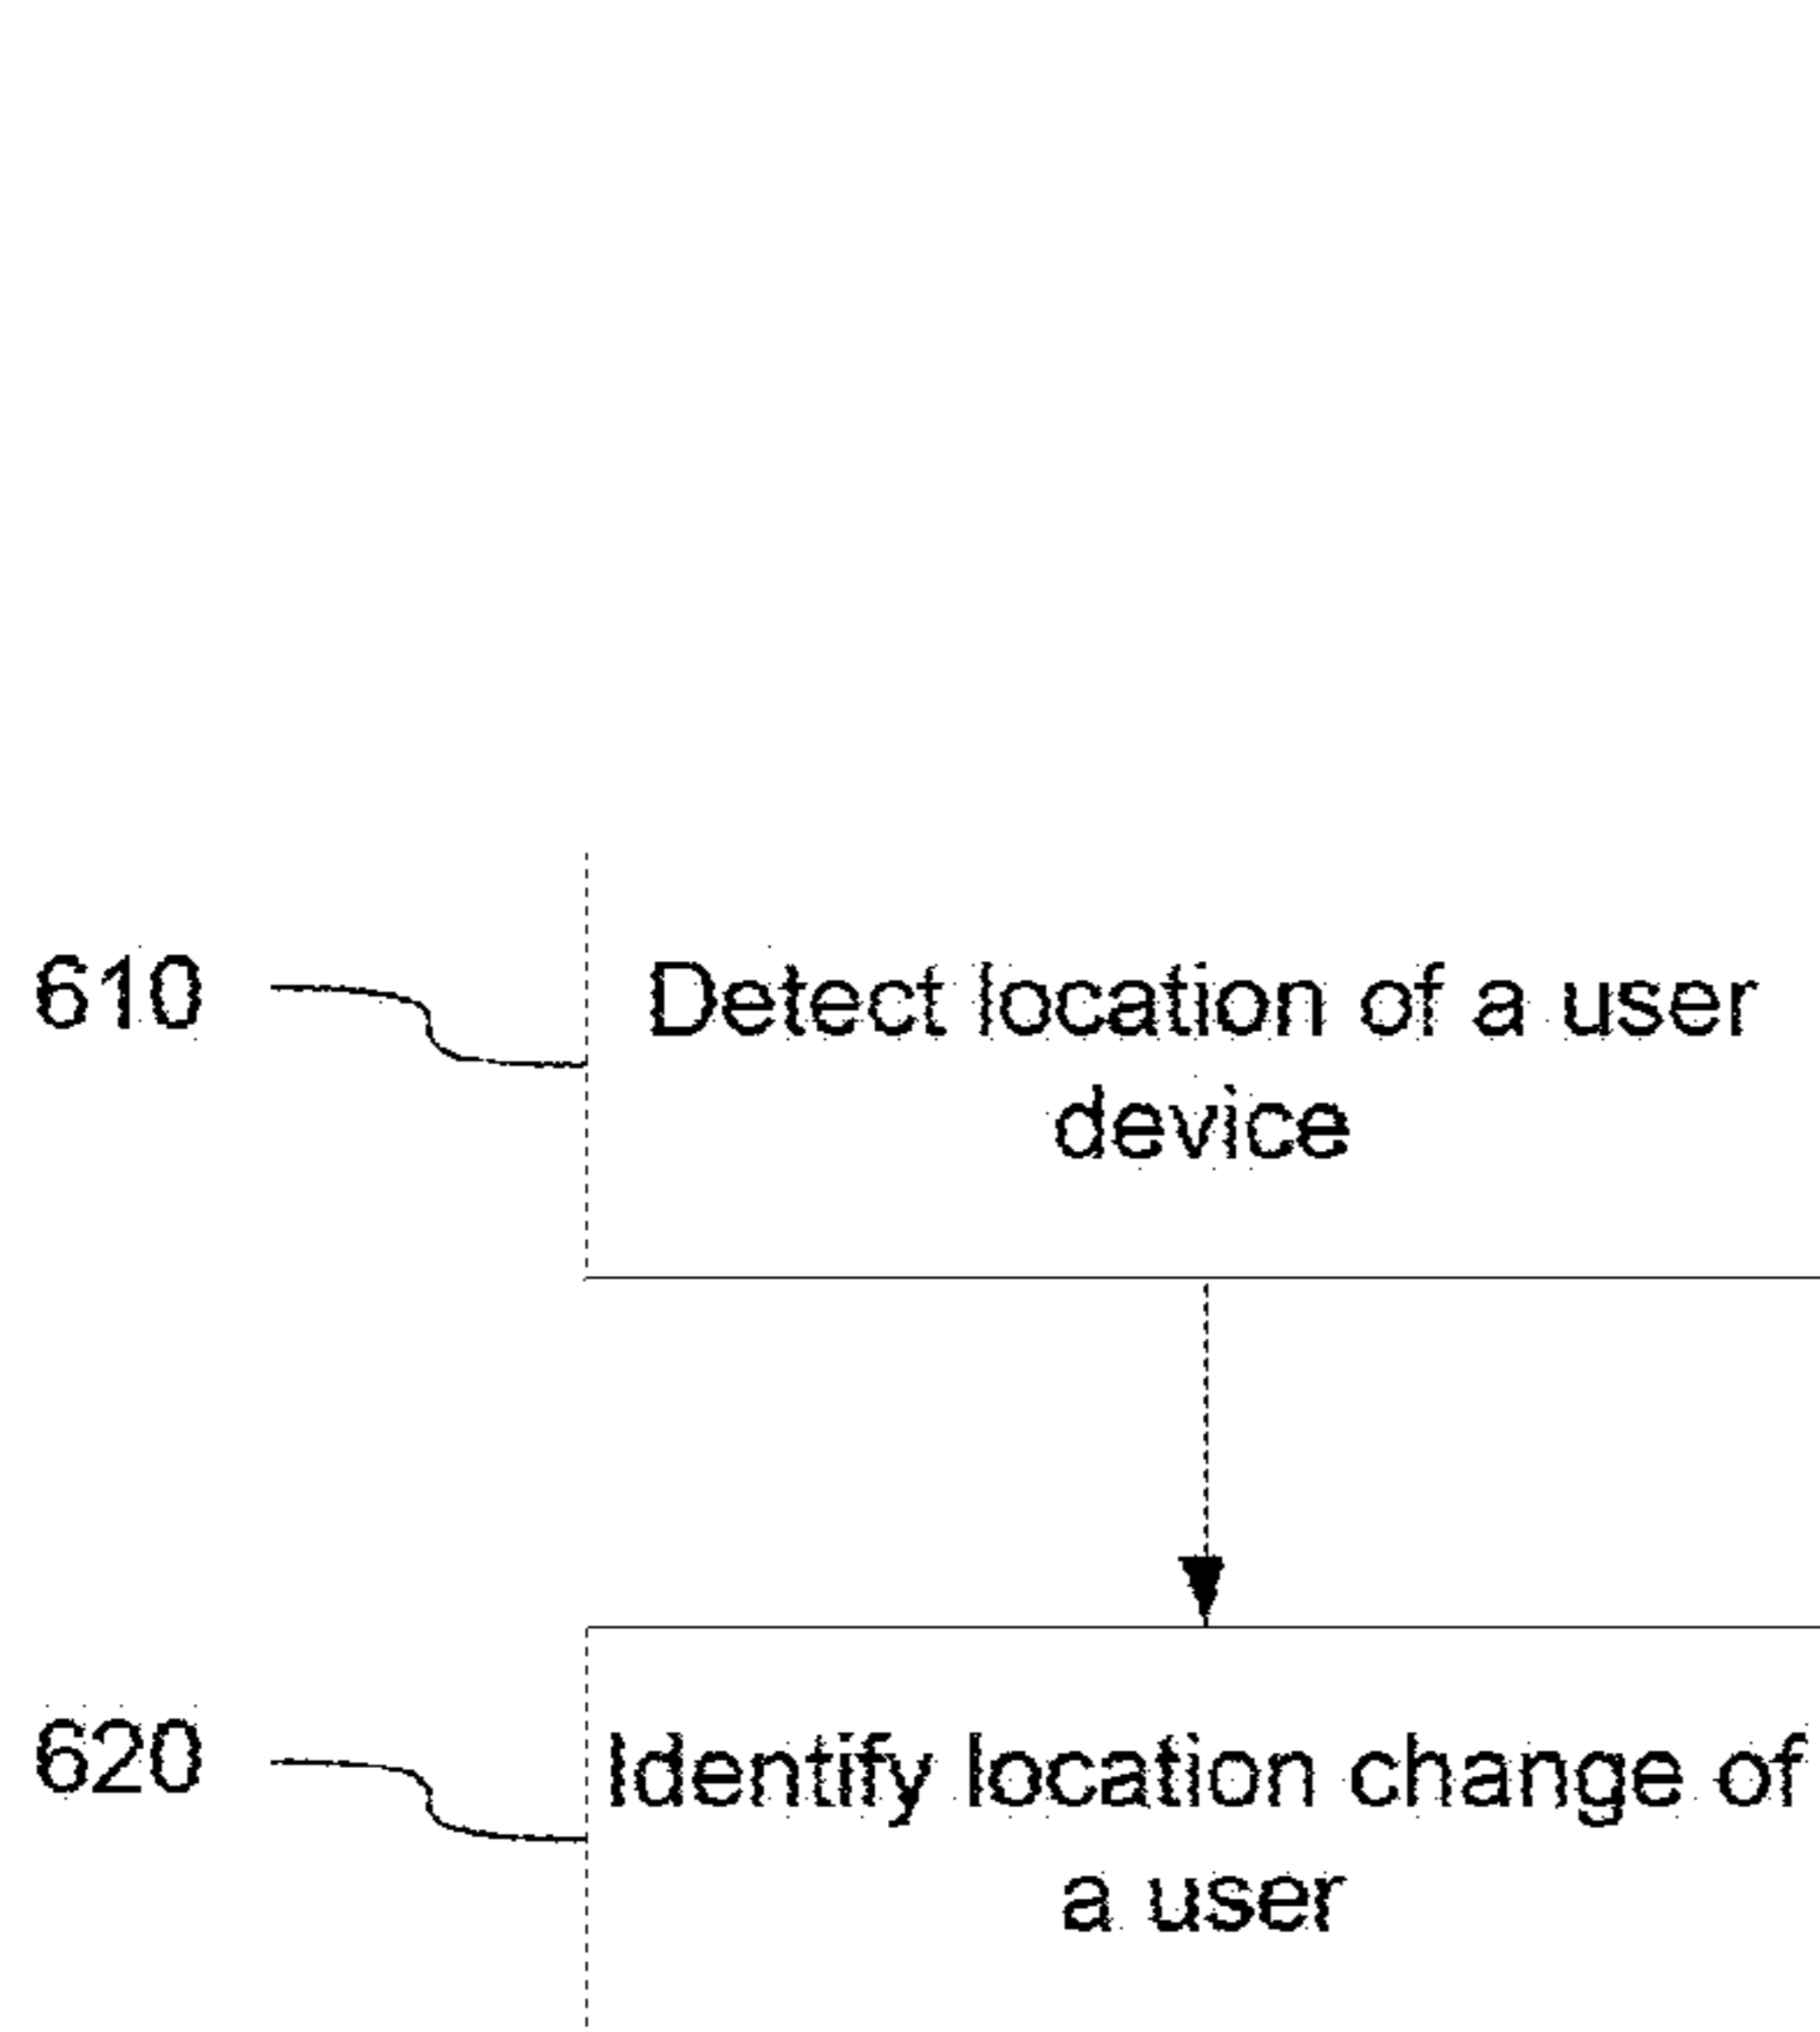 610
Detect location of a user
device
620
Identify location change of
a user